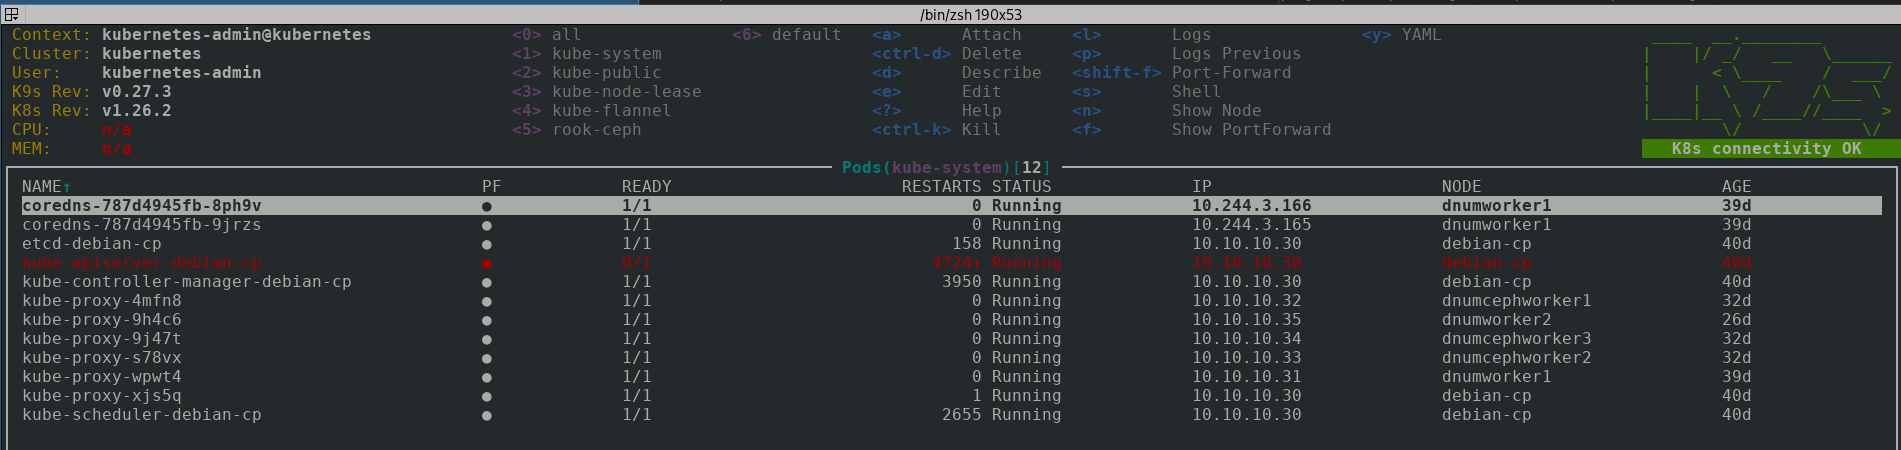 /bin/zsh 190x53
Context: kubernetes-admin@kubernetes <0> all <6> default <a> Attach <l> Logs <y> YAML
Cluster: kubernetes <1> kube-system <ctrl-d> Delete <p> Logs Previous
User: kubernetes-admin <2> kube-public <d> Describe <shift-f> Port-Forward
K9s Rev: v0.27.3 <3> kube-node-lease <e> Edit <s> Shell
K8s Rev: v1.26.2 <4> kube-flannel <?> Help <n> Show Node
CPU: n/a <5> rook-ceph <ctrl-k> Kill <f> Show PortForward
MEM: n/a
K8s connectivity OK
Pods(kube-system)[12]
NAME↑ PF READY RESTARTS STATUS IP NODE AGE
coredns-787d4945fb-8ph9v ● 1/1 0 Running 10.244.3.166 dnumworker1 39d
coredns-787d4945fb-9jrzs ● 1/1 0 Running 10.244.3.165 dnumworker1 39d
etcd-debian-cp ● 1/1 158 Running 10.10.10.30 debian-cp 40d
kube-apiserver-debian-cp ● 0/1 4724↑ Running 10.10.10.30 debian-cp 40d
kube-controller-manager-debian-cp ● 1/1 3950 Running 10.10.10.30 debian-cp 40d
kube-proxy-4mfn8 ● 1/1 0 Running 10.10.10.32 dnumcephworker1 32d
kube-proxy-9h4c6 ● 1/1 0 Running 10.10.10.35 dnumworker2 26d
kube-proxy-9j47t ● 1/1 0 Running 10.10.10.34 dnumcephworker3 32d
kube-proxy-s78vx ● 1/1 0 Running 10.10.10.33 dnumcephworker2 32d
kube-proxy-wpwt4 ● 1/1 0 Running 10.10.10.31 dnumworker1 39d
kube-proxy-xjs5q ● 1/1 1 Running 10.10.10.30 debian-cp 40d
kube-scheduler-debian-cp ● 1/1 2655 Running 10.10.10.30 debian-cp 40d